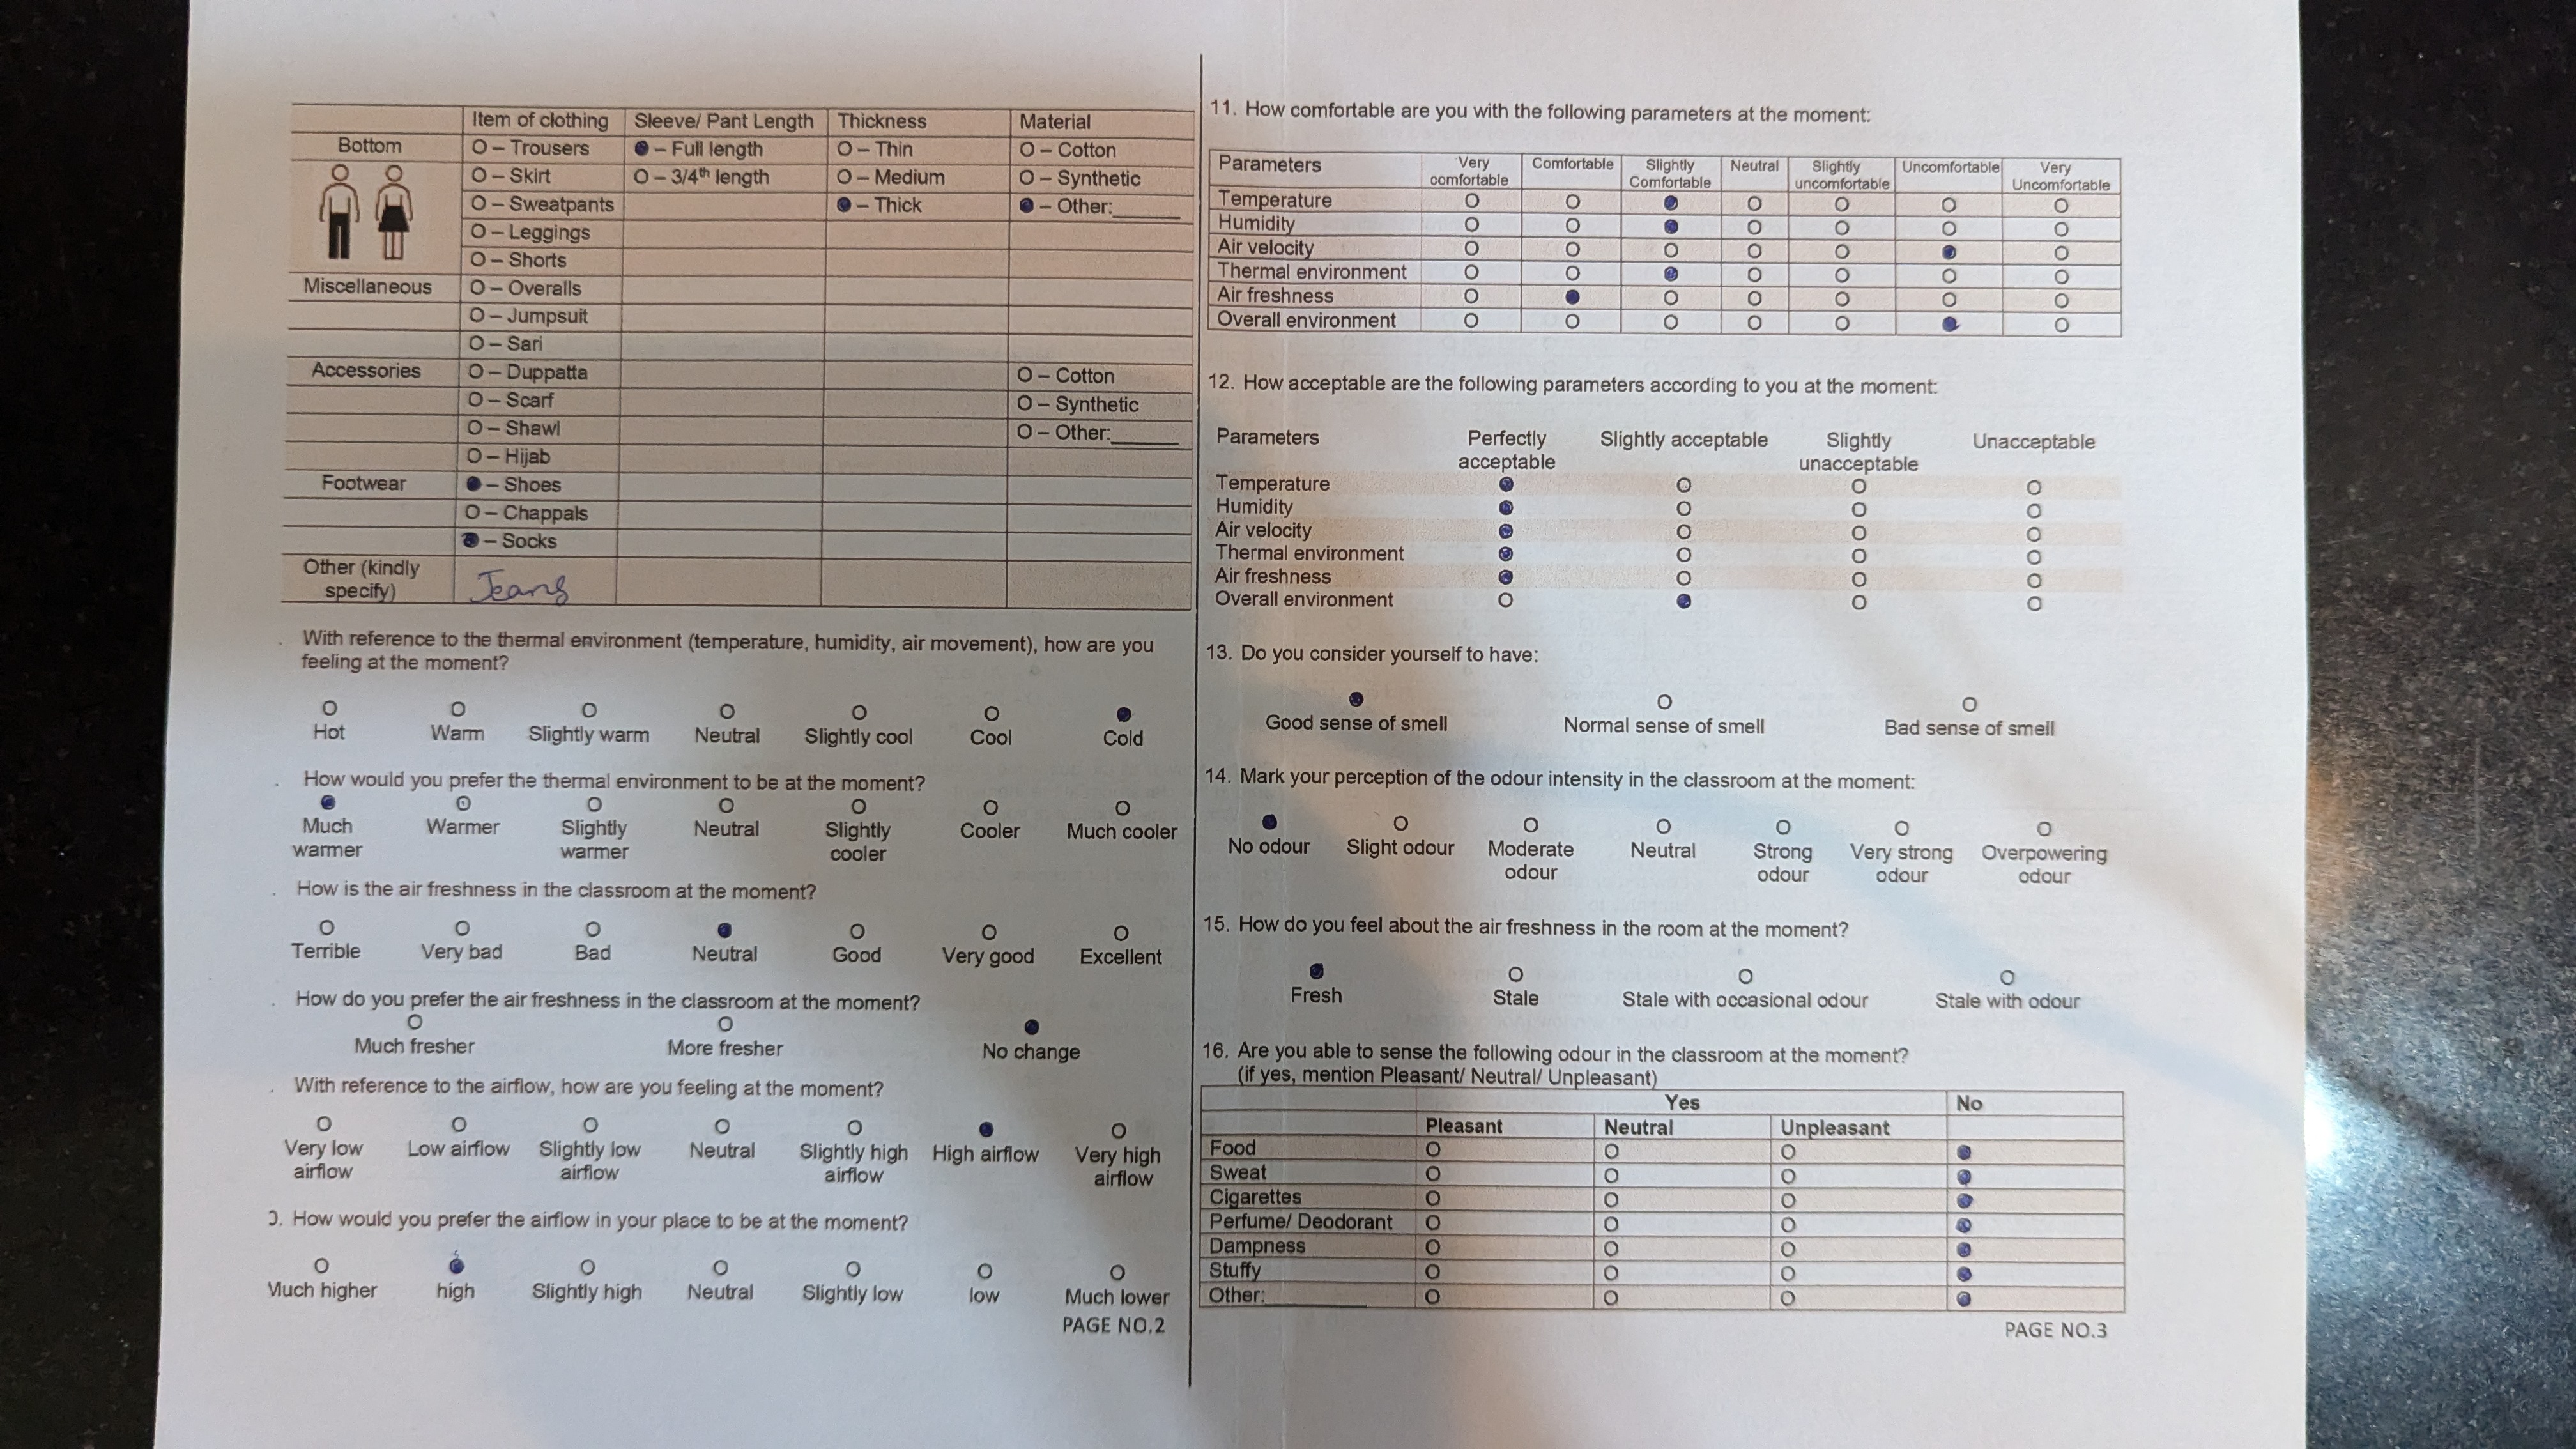 Item of clothing Sleeve/ Pant Length Thickness Material
Bottom O – Trousers ● – Full length O – Thin O – Cotton
O – Skirt O – 3/4th length O – Medium O – Synthetic
O – Sweatpants ● – Thick ● – Other:______
O – Leggings
O – Shorts
Miscellaneous O – Overalls
O – Jumpsuit
O – Sari
Accessories O – Duppatta O – Cotton
O – Scarf O – Synthetic
O – Shawl O – Other:______
O – Hijab
Footwear ● – Shoes
O – Chappals
● – Socks
Other (kindly
specify) Jeans
With reference to the thermal environment (temperature, humidity, air movement), how are you
feeling at the moment?
Hot Warm Slightly warm Neutral Slightly cool Cool Cold
How would you prefer the thermal environment to be at the moment?
Much Warmer Slightly Neutral Slightly Cooler Much cooler
warmer warmer cooler
How is the air freshness in the classroom at the moment?
Terrible Very bad Bad Neutral Good Very good Excellent
How do you prefer the air freshness in the classroom at the moment?
Much fresher More fresher No change
With reference to the airflow, how are you feeling at the moment?
Very low Low airflow Slightly low Neutral Slightly high High airflow Very high
airflow airflow airflow airflow
0. How would you prefer the airflow in your place to be at the moment?
Much higher high Slightly high Neutral Slightly low low Much lower
PAGE NO.2
11. How comfortable are you with the following parameters at the moment:
Parameters Very Comfortable Slightly Neutral Slightly Uncomfortable Very
comfortable Comfortable uncomfortable Uncomfortable
Temperature
Humidity
Air velocity
Thermal environment
Air freshness
Overall environment
12. How acceptable are the following parameters according to you at the moment:
Parameters Perfectly Slightly acceptable Slightly Unacceptable
acceptable unacceptable
Temperature
Humidity
Air velocity
Thermal environment
Air freshness
Overall environment
13. Do you consider yourself to have:
Good sense of smell Normal sense of smell Bad sense of smell
14. Mark your perception of the odour intensity in the classroom at the moment:
No odour Slight odour Moderate Neutral Strong Very strong Overpowering
odour odour odour odour
15. How do you feel about the air freshness in the room at the moment?
Fresh Stale Stale with occasional odour Stale with odour
16. Are you able to sense the following odour in the classroom at the moment?
(if yes, mention Pleasant/ Neutral/ Unpleasant)
Yes No
Pleasant Neutral Unpleasant
Food
Sweat
Cigarettes
Perfume/ Deodorant
Dampness
Stuffy
Other:__________
PAGE NO.3